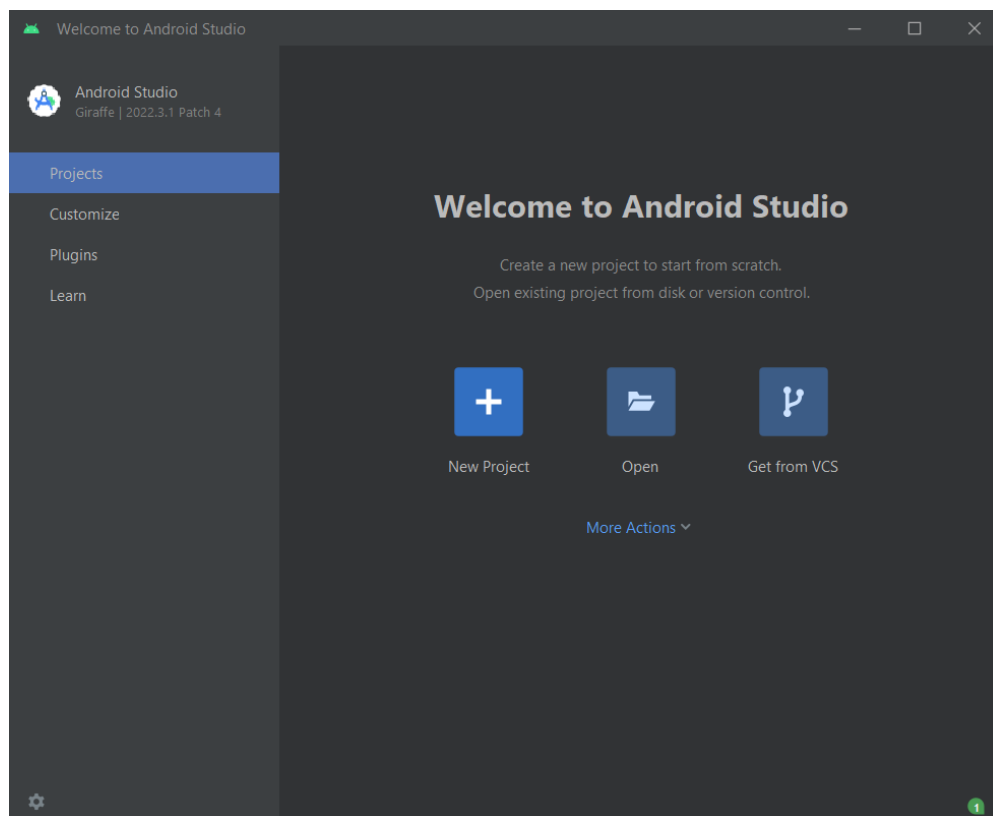 Welcome to Android Studio
Android Studio
Giraffe | 2022.3.1 Patch 4
Projects
Customize
Plugins
Learn
Welcome to Android Studio
Create a new project to start from scratch.
Open existing project from disk or version control.
New Project
Open
Get from VCS
More Actions
1